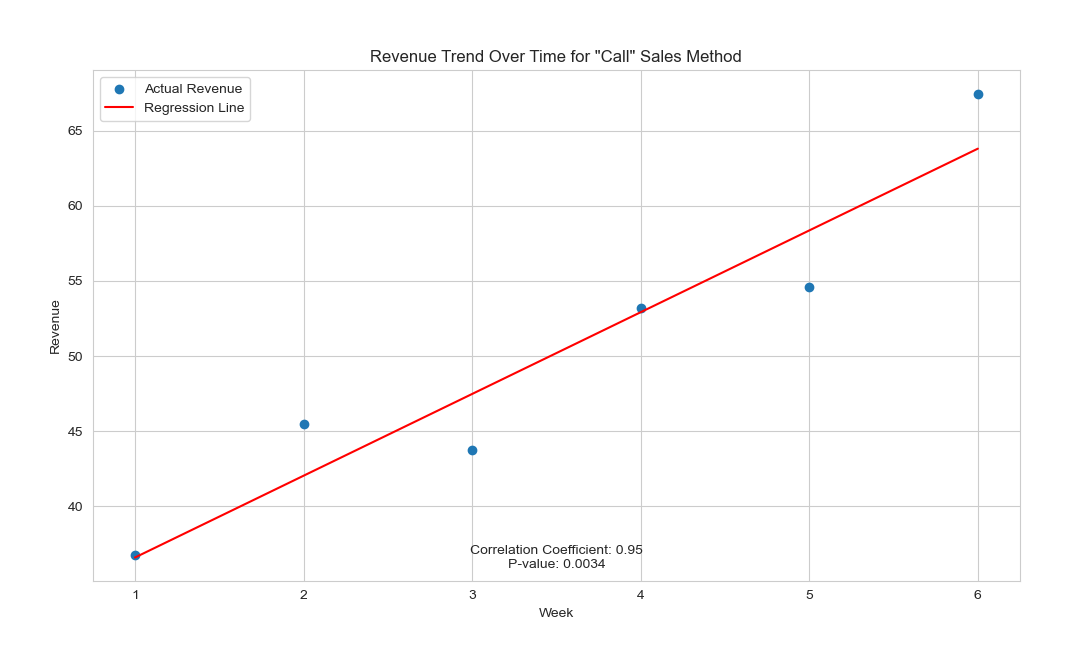 Revenue Trend Over Time for "Call" Sales Method
Actual Revenue
Regression Line
65
60
55
50
45
40
Revenue
Correlation Coefficient: 0.95
P-value: 0.0034
1 2 3 4 5 6
Week